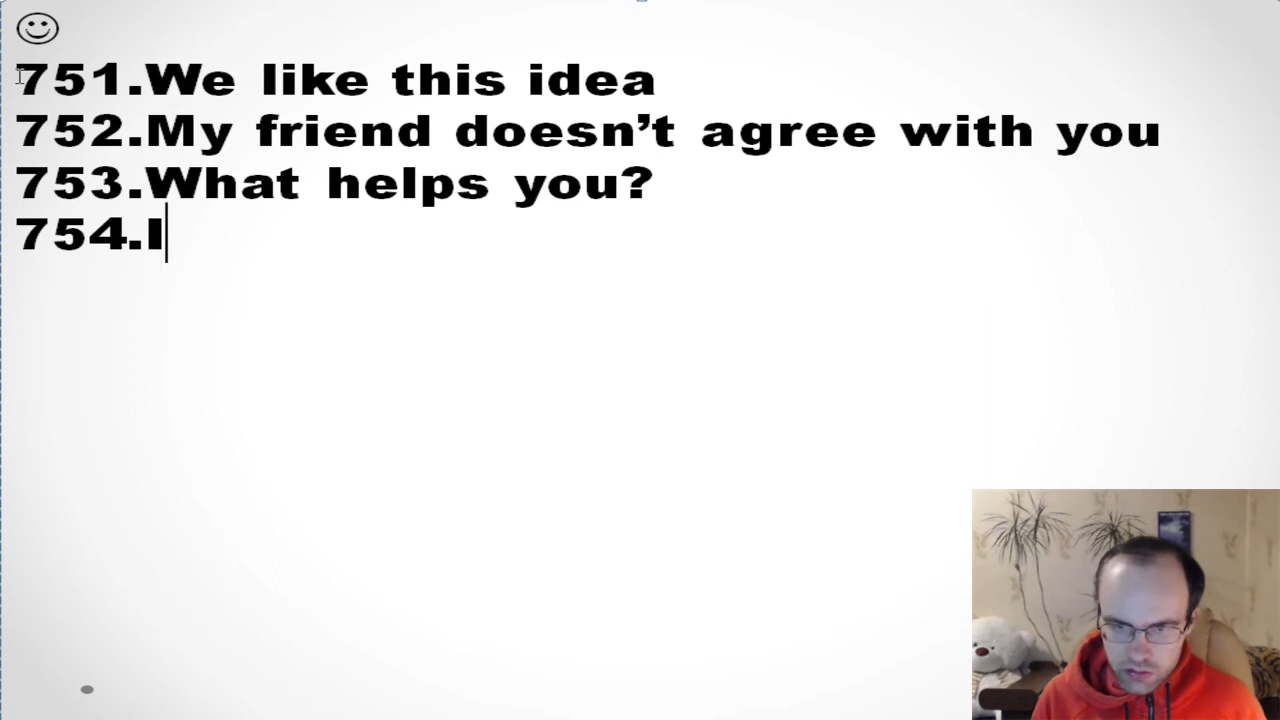 751.We like this idea
752.My friend doesn’t agree with you
753.What helps you?
754.I